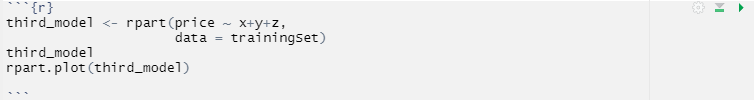 ```{r}
third_model <- rpart(price ~ x+y+z,
                     data = trainingSet)
third_model
rpart.plot(third_model)
```